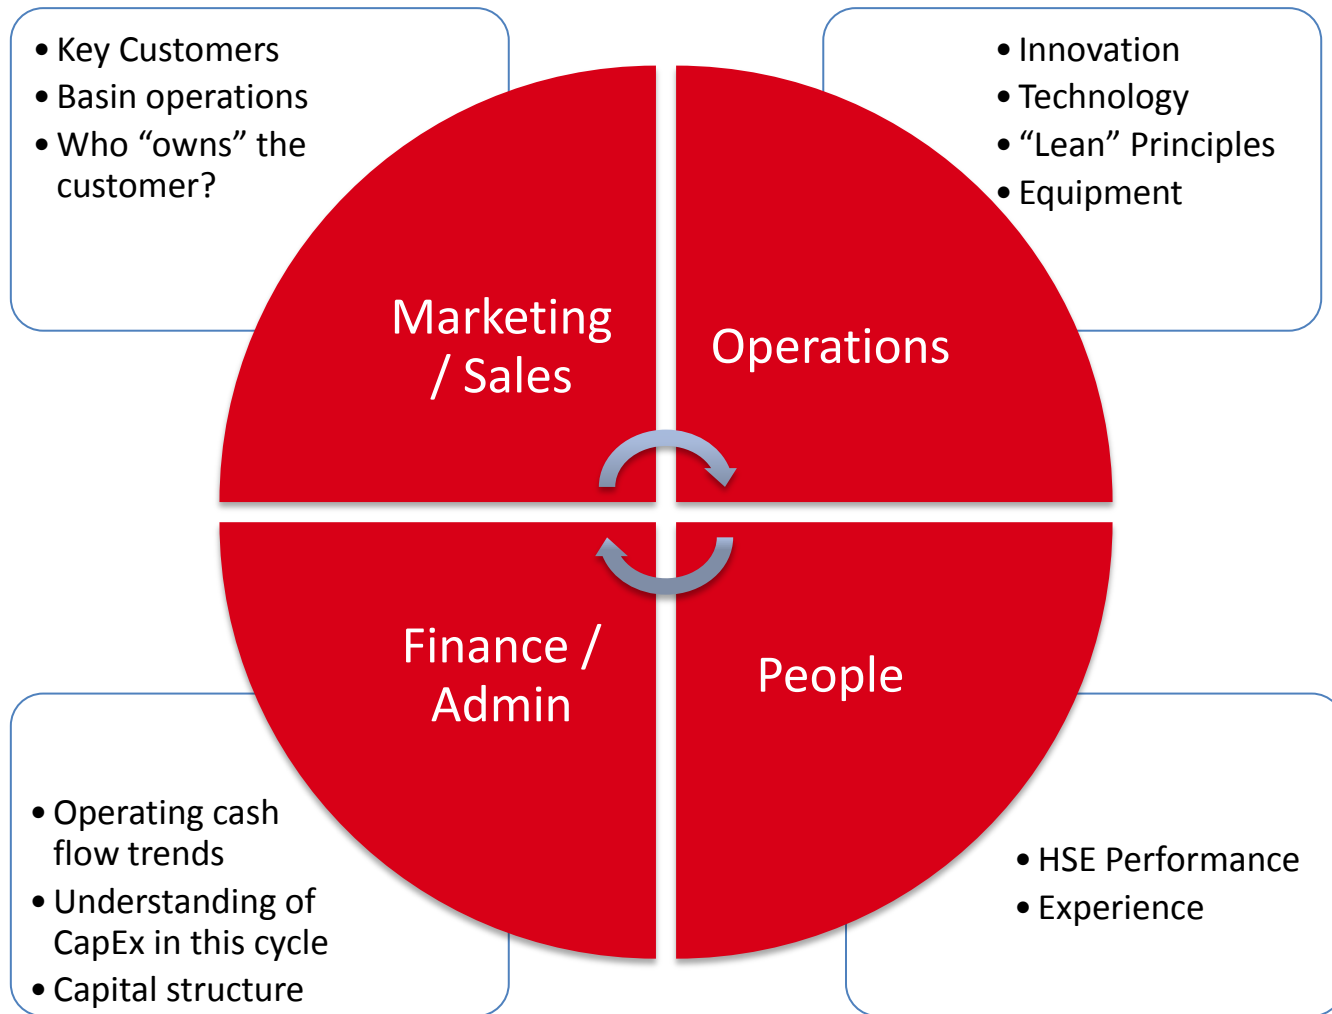 • Key Customers
• Basin operations
• Who “owns” the
customer?
• Innovation
• Technology
• “Lean” Principles
• Equipment
Marketing
/ Sales
Operations
Finance /
Admin
People
• Operating cash
flow trends
• Understanding of
CapEx in this cycle
• Capital structure
• HSE Performance
• Experience